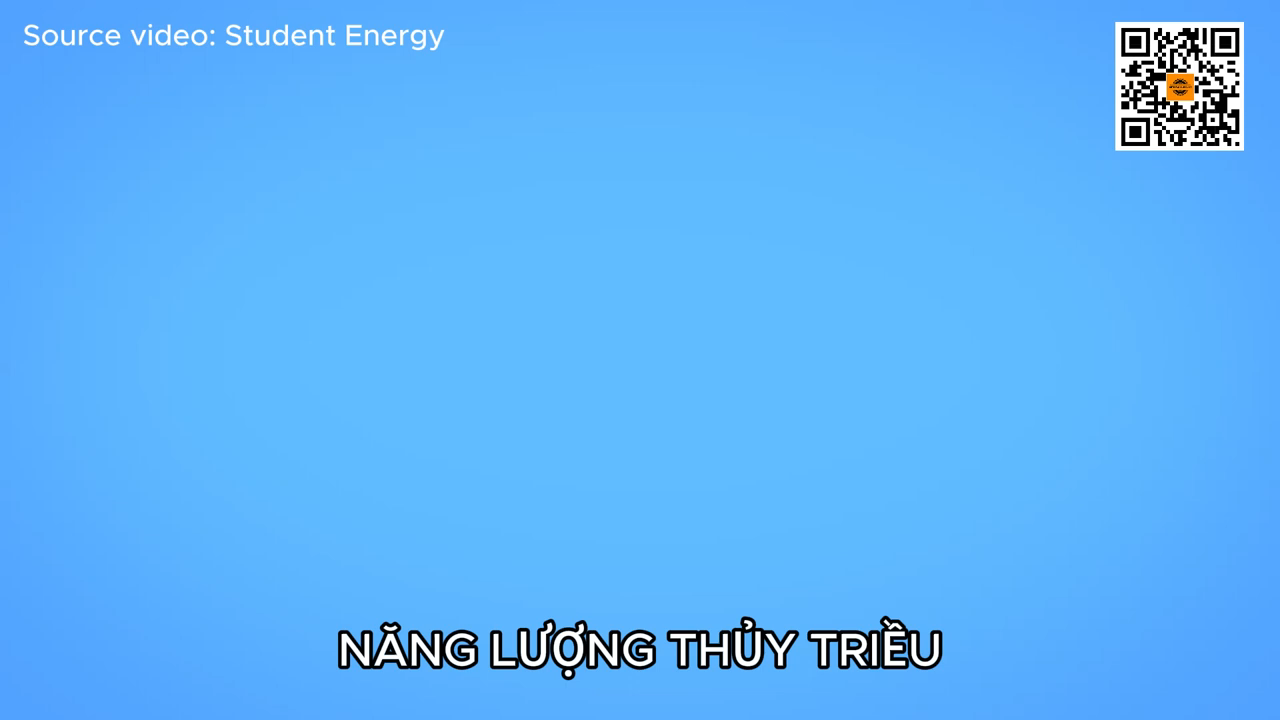 Source video: Student Energy
NĂNG LƯỢNG THỦY TRIỀU